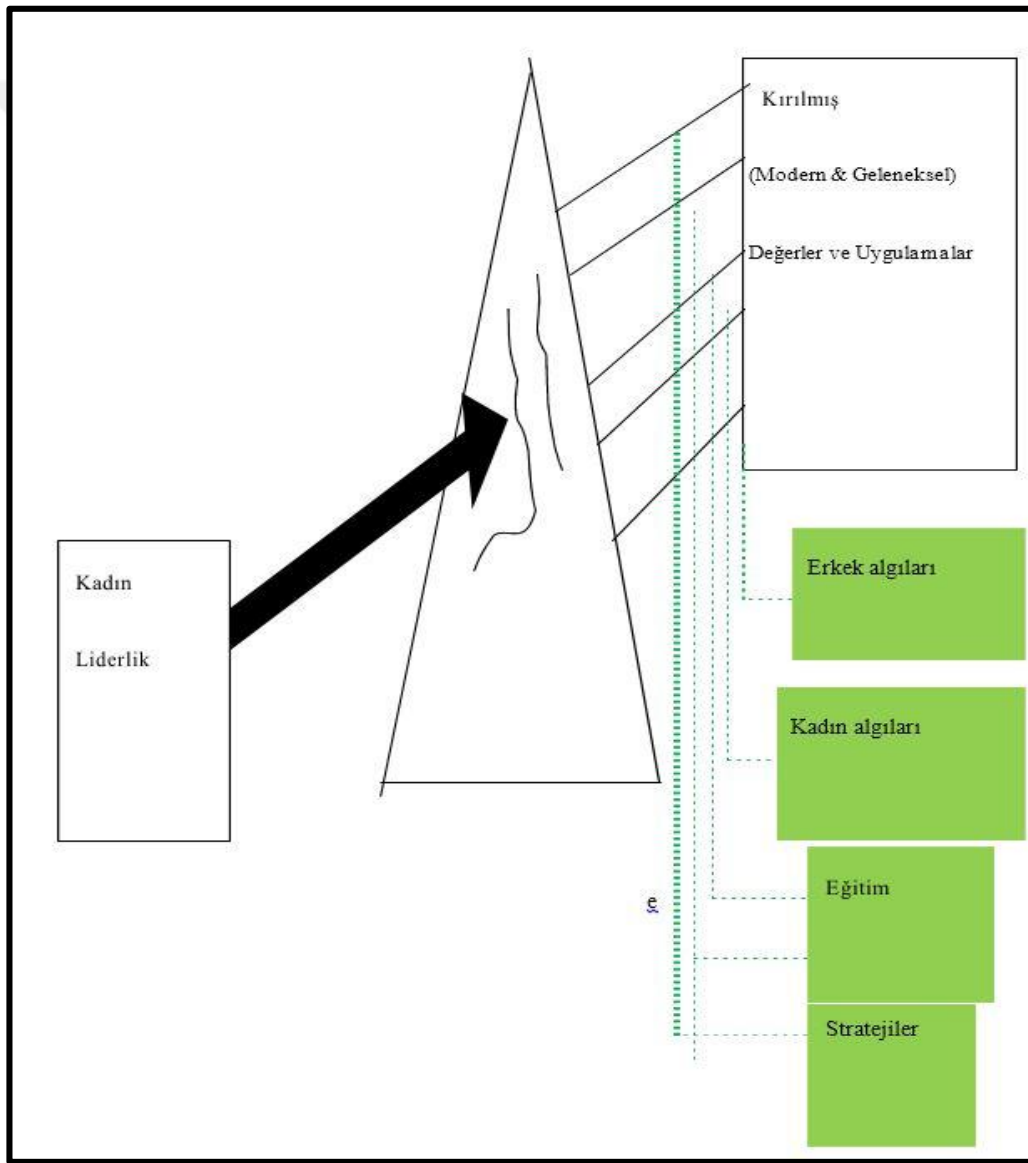 Kırılmış
(Modern & Geleneksel)
Değerler ve Uygulamalar
Kadın
Liderlik
Erkek algıları
Kadın algıları
Eğitim
e
Stratejiler